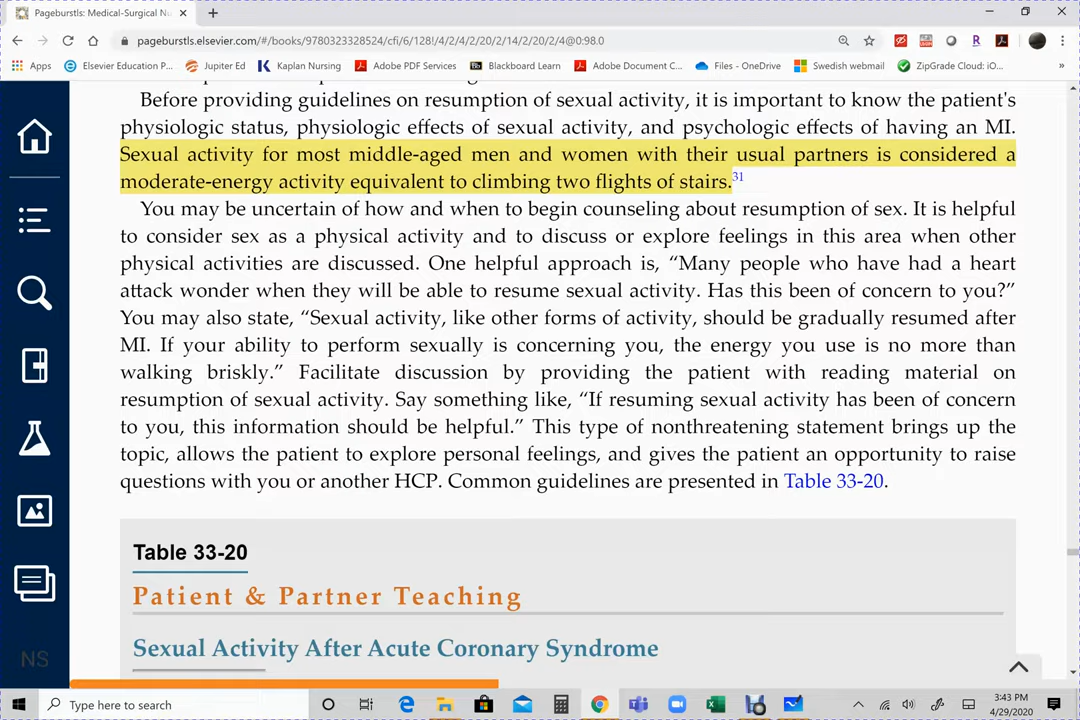 Pageburstls: Medical-Surgical Nu
pageburstls.elsevier.com/#/books/9780323328524/cfi/6/128!/4/2/4/2/20/2/14/2/20/2/4@0:98.0
Apps Elsevier Education P... Jupiter Ed Kaplan Nursing Adobe PDF Services Blackboard Learn Adobe Document C... Files - OneDrive Swedish webmail ZipGrade Cloud: iO... »
Before providing guidelines on resumption of sexual activity, it is important to know the patient's
physiologic status, physiologic effects of sexual activity, and psychologic effects of having an MI.
Sexual activity for most middle-aged men and women with their usual partners is considered a
moderate-energy activity equivalent to climbing two flights of stairs.31
You may be uncertain of how and when to begin counseling about resumption of sex. It is helpful
to consider sex as a physical activity and to discuss or explore feelings in this area when other
physical activities are discussed. One helpful approach is, “Many people who have had a heart
attack wonder when they will be able to resume sexual activity. Has this been of concern to you?”
You may also state, “Sexual activity, like other forms of activity, should be gradually resumed after
MI. If your ability to perform sexually is concerning you, the energy you use is no more than
walking briskly.” Facilitate discussion by providing the patient with reading material on
resumption of sexual activity. Say something like, “If resuming sexual activity has been of concern
to you, this information should be helpful.” This type of nonthreatening statement brings up the
topic, allows the patient to explore personal feelings, and gives the patient an opportunity to raise
questions with you or another HCP. Common guidelines are presented in Table 33-20.
Table 33-20
Patient & Partner Teaching
Sexual Activity After Acute Coronary Syndrome
NS
Type here to search
3:43 PM
4/29/2020